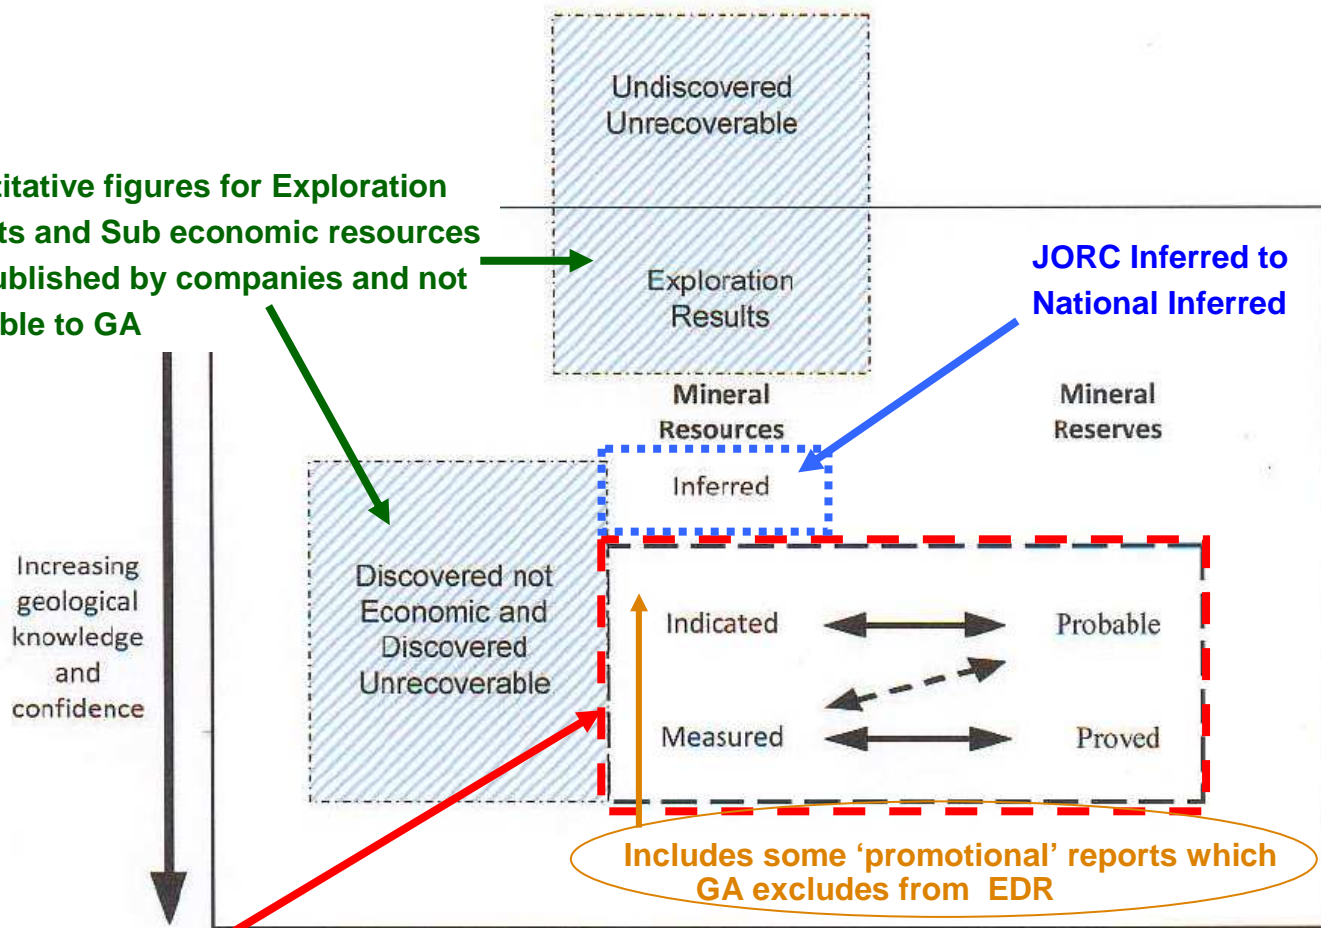 Undiscovered
Unrecoverable
titative figures for Exploration
ts and Sub economic resources
ublished by companies and not
ble to GA
Exploration
Results
JORC Inferred to
National Inferred
Mineral
Resources
Mineral
Reserves
Inferred
Increasing
geological
knowledge
and
confidence
Discovered not
Economic and
Discovered
Unrecoverable
Indicated
Probable
Measured
Proved
Includes some ‘promotional’ reports which
GA excludes from EDR